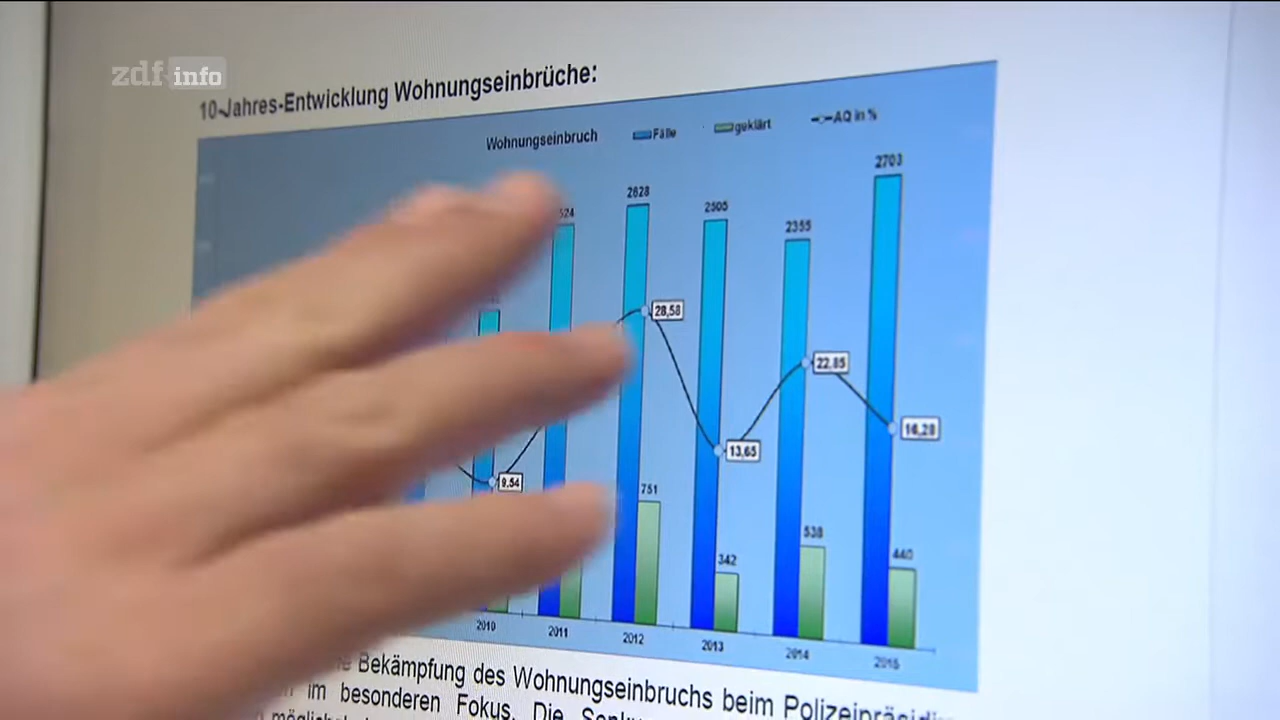 zdf info
10-Jahres-Entwicklung Wohnungseinbrüche:
Wohnungseinbruch Fälle geklärt AQ in %
2703
2628
2505
2355
28,58
22,85
16,28
13,65
9,54
751
538
440
342
2010 2011 2012 2013 2014 2015
Bekämpfung des Wohnungseinbruchs beim
im besonderen Fokus. Die